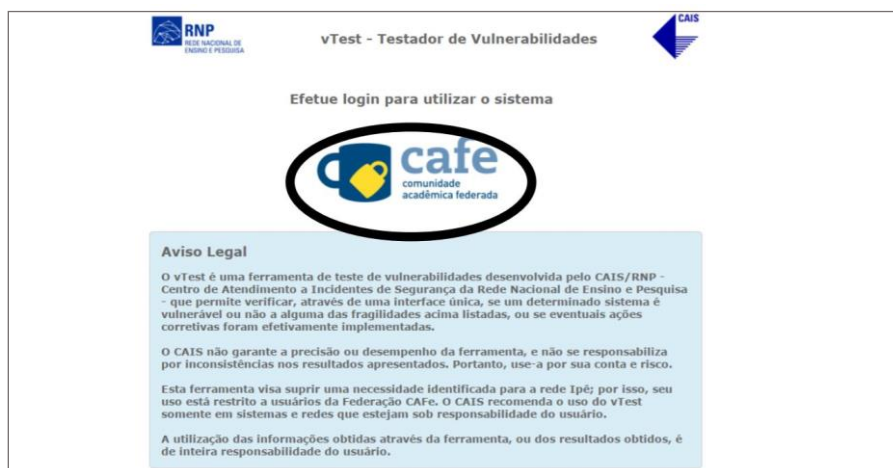 RNP
REDE NACIONAL DE
ENSINO E PESQUISA
vTest - Testador de Vulnerabilidades
CAIS
Efetue login para utilizar o sistema
cafe
comunidade
acadêmica federada
Aviso Legal
O vTest é uma ferramenta de teste de vulnerabilidades desenvolvida pelo CAIS/RNP -
Centro de Atendimento a Incidentes de Segurança da Rede Nacional de Ensino e Pesquisa
- que permite verificar, através de uma interface única, se um determinado sistema é
vulnerável ou não a alguma das fragilidades acima listadas, ou se eventuais ações
corretivas foram efetivamente implementadas.
O CAIS não garante a precisão ou desempenho da ferramenta, e não se responsabiliza
por inconsistências nos resultados apresentados. Portanto, use-a por sua conta e risco.
Esta ferramenta visa suprir uma necessidade identificada para a rede Ipê; por isso, seu
uso está restrito a usuários da Federação CAFe. O CAIS recomenda o uso do vTest
somente em sistemas e redes que estejam sob responsabilidade do usuário.
A utilização das informações obtidas através da ferramenta, ou dos resultados obtidos, é
de inteira responsabilidade do usuário.